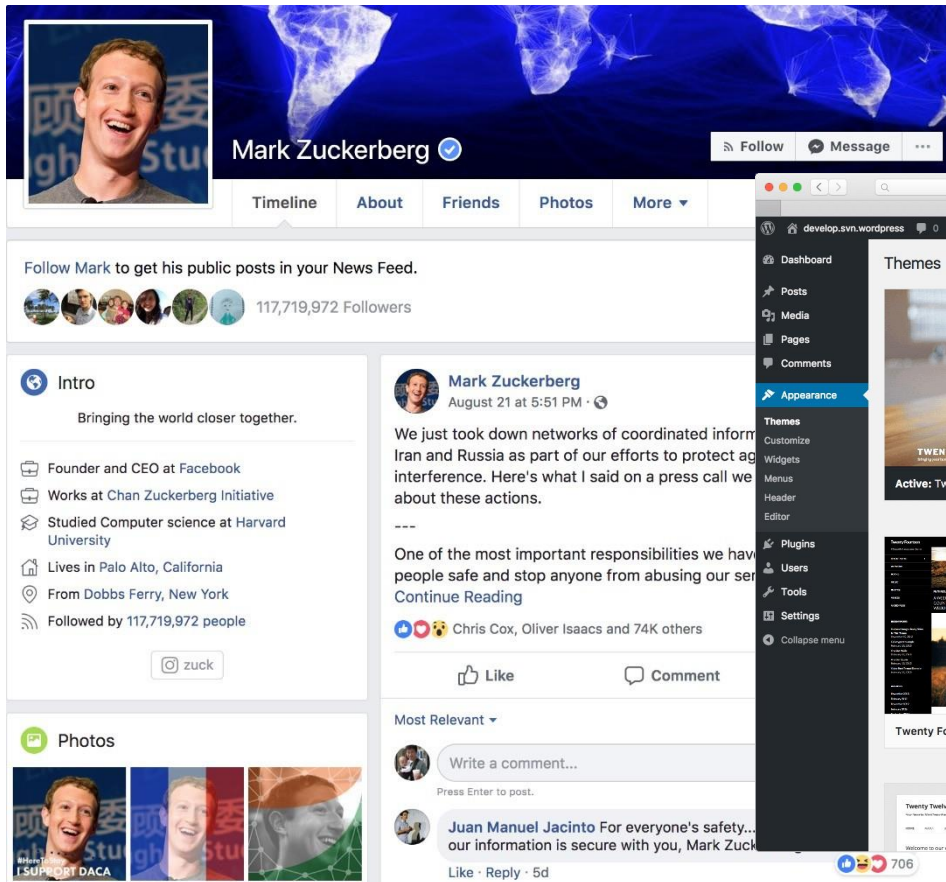 Mark Zuckerberg
Follow
Message
Timeline
About
Friends
Photos
More
Follow Mark to get his public posts in your News Feed.
117,719,972 Followers
Intro
Bringing the world closer together.
Founder and CEO at Facebook
Works at Chan Zuckerberg Initiative
Studied Computer science at Harvard
University
Lives in Palo Alto, California
From Dobbs Ferry, New York
Followed by 117,719,972 people
zuck
Photos
I SUPPORT DACA
Mark Zuckerberg
August 21 at 5:51 PM ·
We just took down networks of coordinated inform
Iran and Russia as part of our efforts to protect ag
interference. Here's what I said on a press call we
about these actions.
---
One of the most important responsibilities we hav
people safe and stop anyone from abusing our ser
Continue Reading
Chris Cox, Oliver Isaacs and 74K others
Like
Comment
Most Relevant
Write a comment...
Press Enter to post.
Juan Manuel Jacinto For everyone's safety...
our information is secure with you, Mark Zuck
Like · Reply · 5d
706
develop.svn.wordpress 0
Dashboard
Posts
Media
Pages
Comments
Appearance
Themes
Customize
Widgets
Menus
Header
Editor
Plugins
Users
Tools
Settings
Collapse menu
Themes
TWEN
Active: Tw
Twenty Fourteen
Twenty Fo
Twenty Twelv